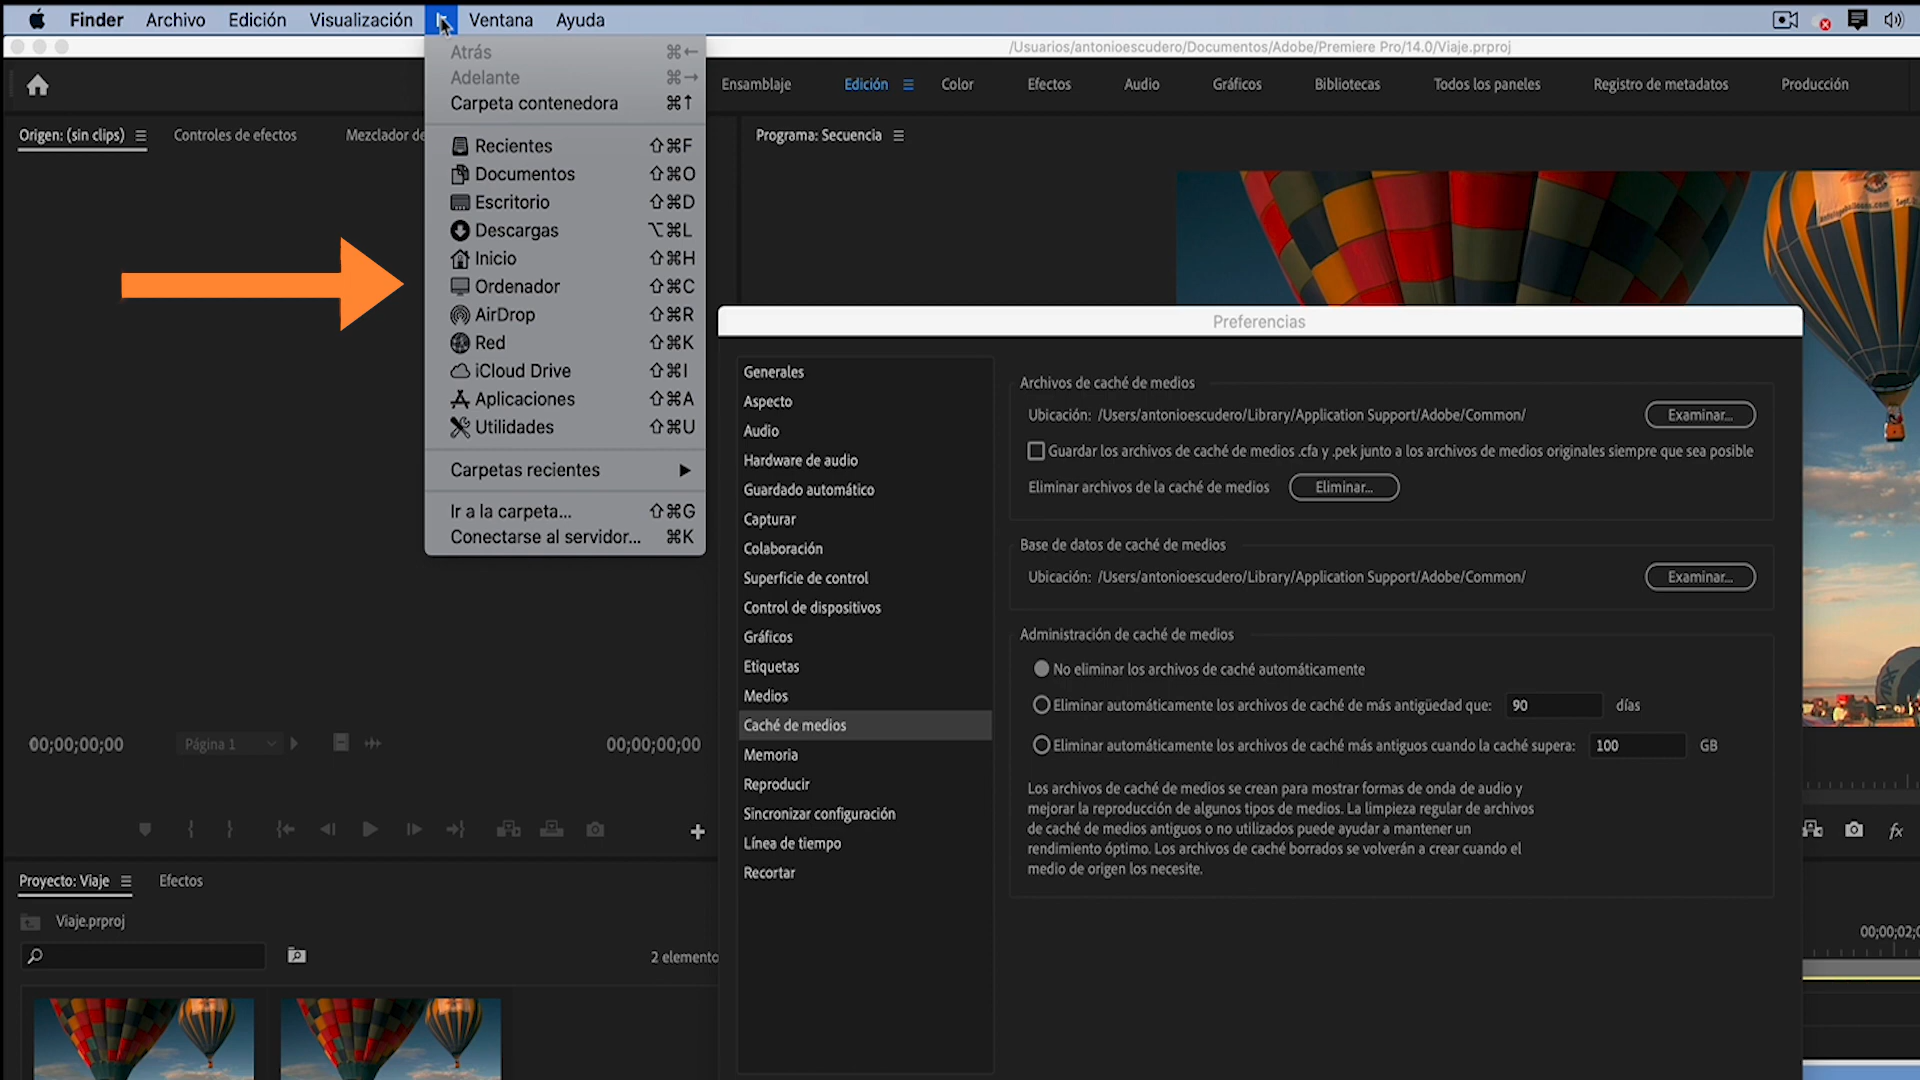 Finder Archivo Edición Visualización Ventana Ayuda
/Usuarios/antonioescudero/Documentos/Adobe/Premiere Pro/14.0/Viaje.prproj
Atrás ⌘←
Adelante ⌘→
Carpeta contenedora ⌘↑
Recientes ⇧⌘F
Documentos ⇧⌘O
Escritorio ⇧⌘D
Descargas ⌥⌘L
Inicio ⇧⌘H
Ordenador ⇧⌘C
AirDrop ⇧⌘R
Red ⇧⌘K
iCloud Drive ⇧⌘I
Aplicaciones ⇧⌘A
Utilidades ⇧⌘U
Carpetas recientes
Ir a la carpeta... ⇧⌘G
Conectarse al servidor... ⌘K
Ensamblaje Edición Color Efectos Audio Gráficos Bibliotecas Todos los paneles Registro de metadatos Producción
Origen: (sin clips) Controles de efectos Mezclador de
Programa: Secuencia
Preferencias
Generales
Aspecto
Audio
Hardware de audio
Guardado automático
Capturar
Colaboración
Superficie de control
Control de dispositivos
Gráficos
Etiquetas
Medios
Caché de medios
Memoria
Reproducir
Sincronizar configuración
Línea de tiempo
Recortar
Archivos de caché de medios
Ubicación: /Users/antonioescudero/Library/Application Support/Adobe/Common/ Examinar...
Guardar los archivos de caché de medios .cfa y .pek junto a los archivos de medios originales siempre que sea posible
Eliminar archivos de la caché de medios Eliminar...
Base de datos de caché de medios
Ubicación: /Users/antonioescudero/Library/Application Support/Adobe/Common/ Examinar...
Administración de caché de medios
No eliminar los archivos de caché automáticamente
Eliminar automáticamente los archivos de caché de más antigüedad que: 90 días
Eliminar automáticamente los archivos de caché más antiguos cuando la caché supera: 100 GB
Los archivos de caché de medios se crean para mostrar formas de onda de audio y
mejorar la reproducción de algunos tipos de medios. La limpieza regular de archivos
de caché de medios antiguos o no utilizados puede ayudar a mantener un
rendimiento óptimo. Los archivos de caché borrados se volverán a crear cuando el
medio de origen los necesite.
00;00;00;00 Página 1 00;00;00;00
fx
Proyecto: Viaje Efectos
Viaje.prproj
2 elemento
00;00;02;0